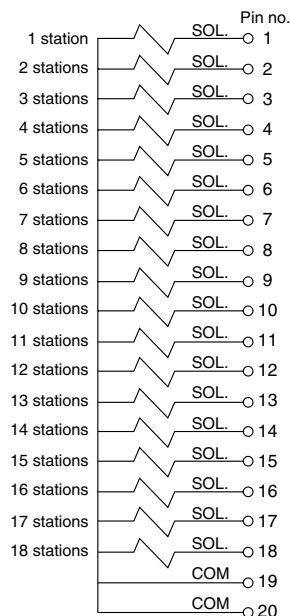 Pin no.
1 station SOL. 1
2 stations SOL. 2
3 stations SOL. 3
4 stations SOL. 4
5 stations SOL. 5
6 stations SOL. 6
7 stations SOL. 7
8 stations SOL. 8
9 stations SOL. 9
10 stations SOL. 10
11 stations SOL. 11
12 stations SOL. 12
13 stations SOL. 13
14 stations SOL. 14
15 stations SOL. 15
16 stations SOL. 16
17 stations SOL. 17
18 stations SOL. 18
COM 19
COM 20